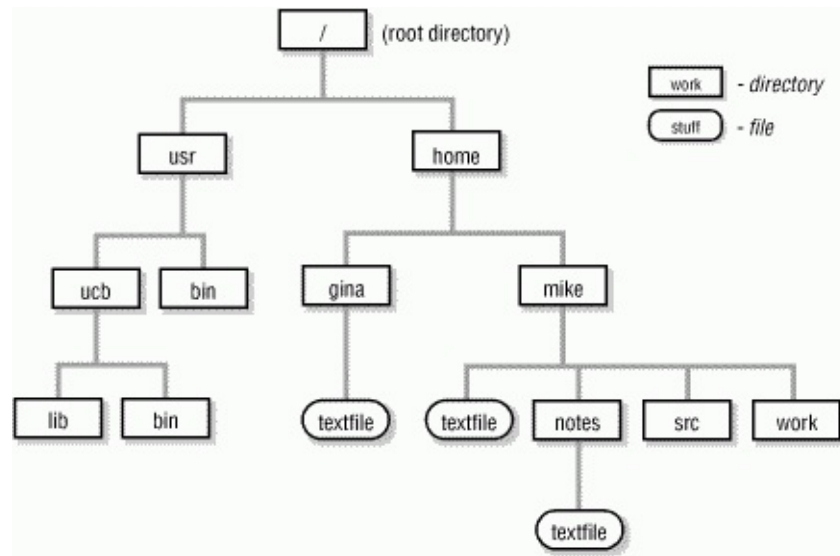 / (root directory)
work - directory
stuff - file
usr home
ucb bin gina mike
lib bin textfile textfile notes src work
textfile